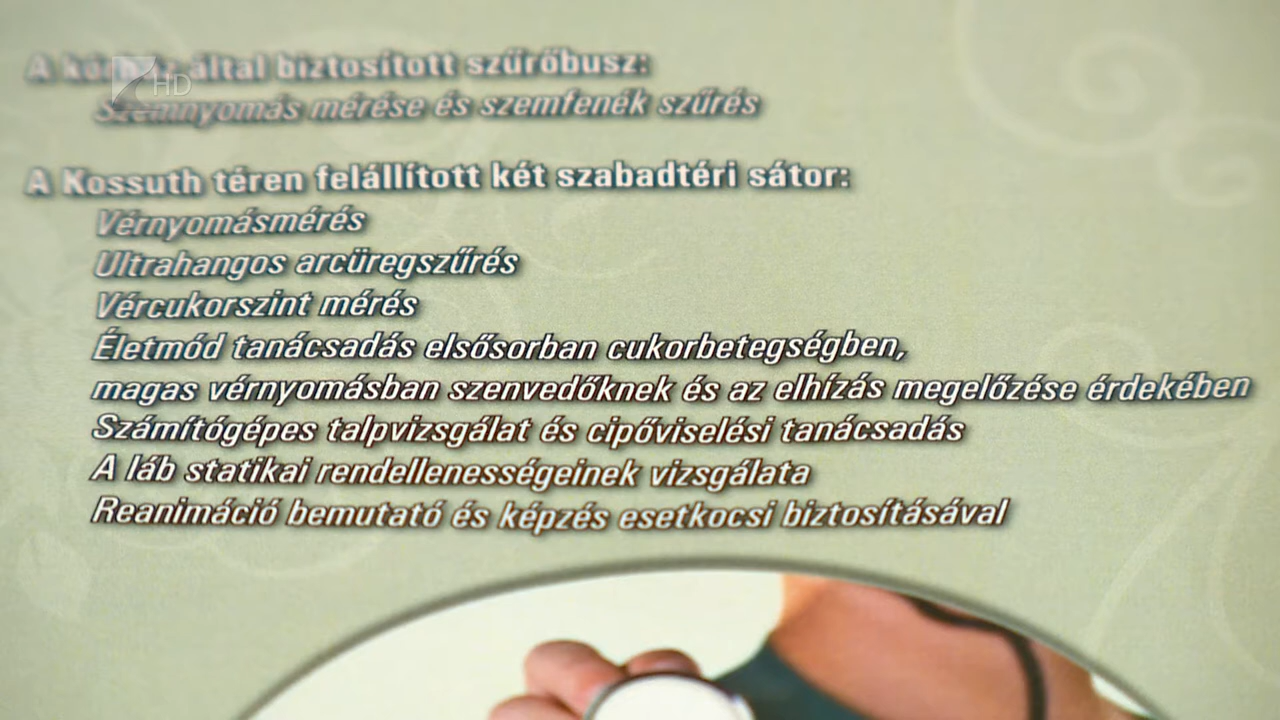 A kórház által biztosított szűrőbusz:
Szemnyomás mérése és szemfenék szűrés
A Kossuth téren felállított két szabadtéri sátor:
Vérnyomásmérés
Ultrahangos arcüregszűrés
Vércukorszint mérés
Életmód tanácsadás elsősorban cukorbetegségben,
magas vérnyomásban szenvedőknek és az elhízás megelőzése érdekében
Számítógépes talpvizsgálat és cipőviselési tanácsadás
A láb statikai rendellenességeinek vizsgálata
Reanimáció bemutató és képzés esetkocsi biztosításával
HD